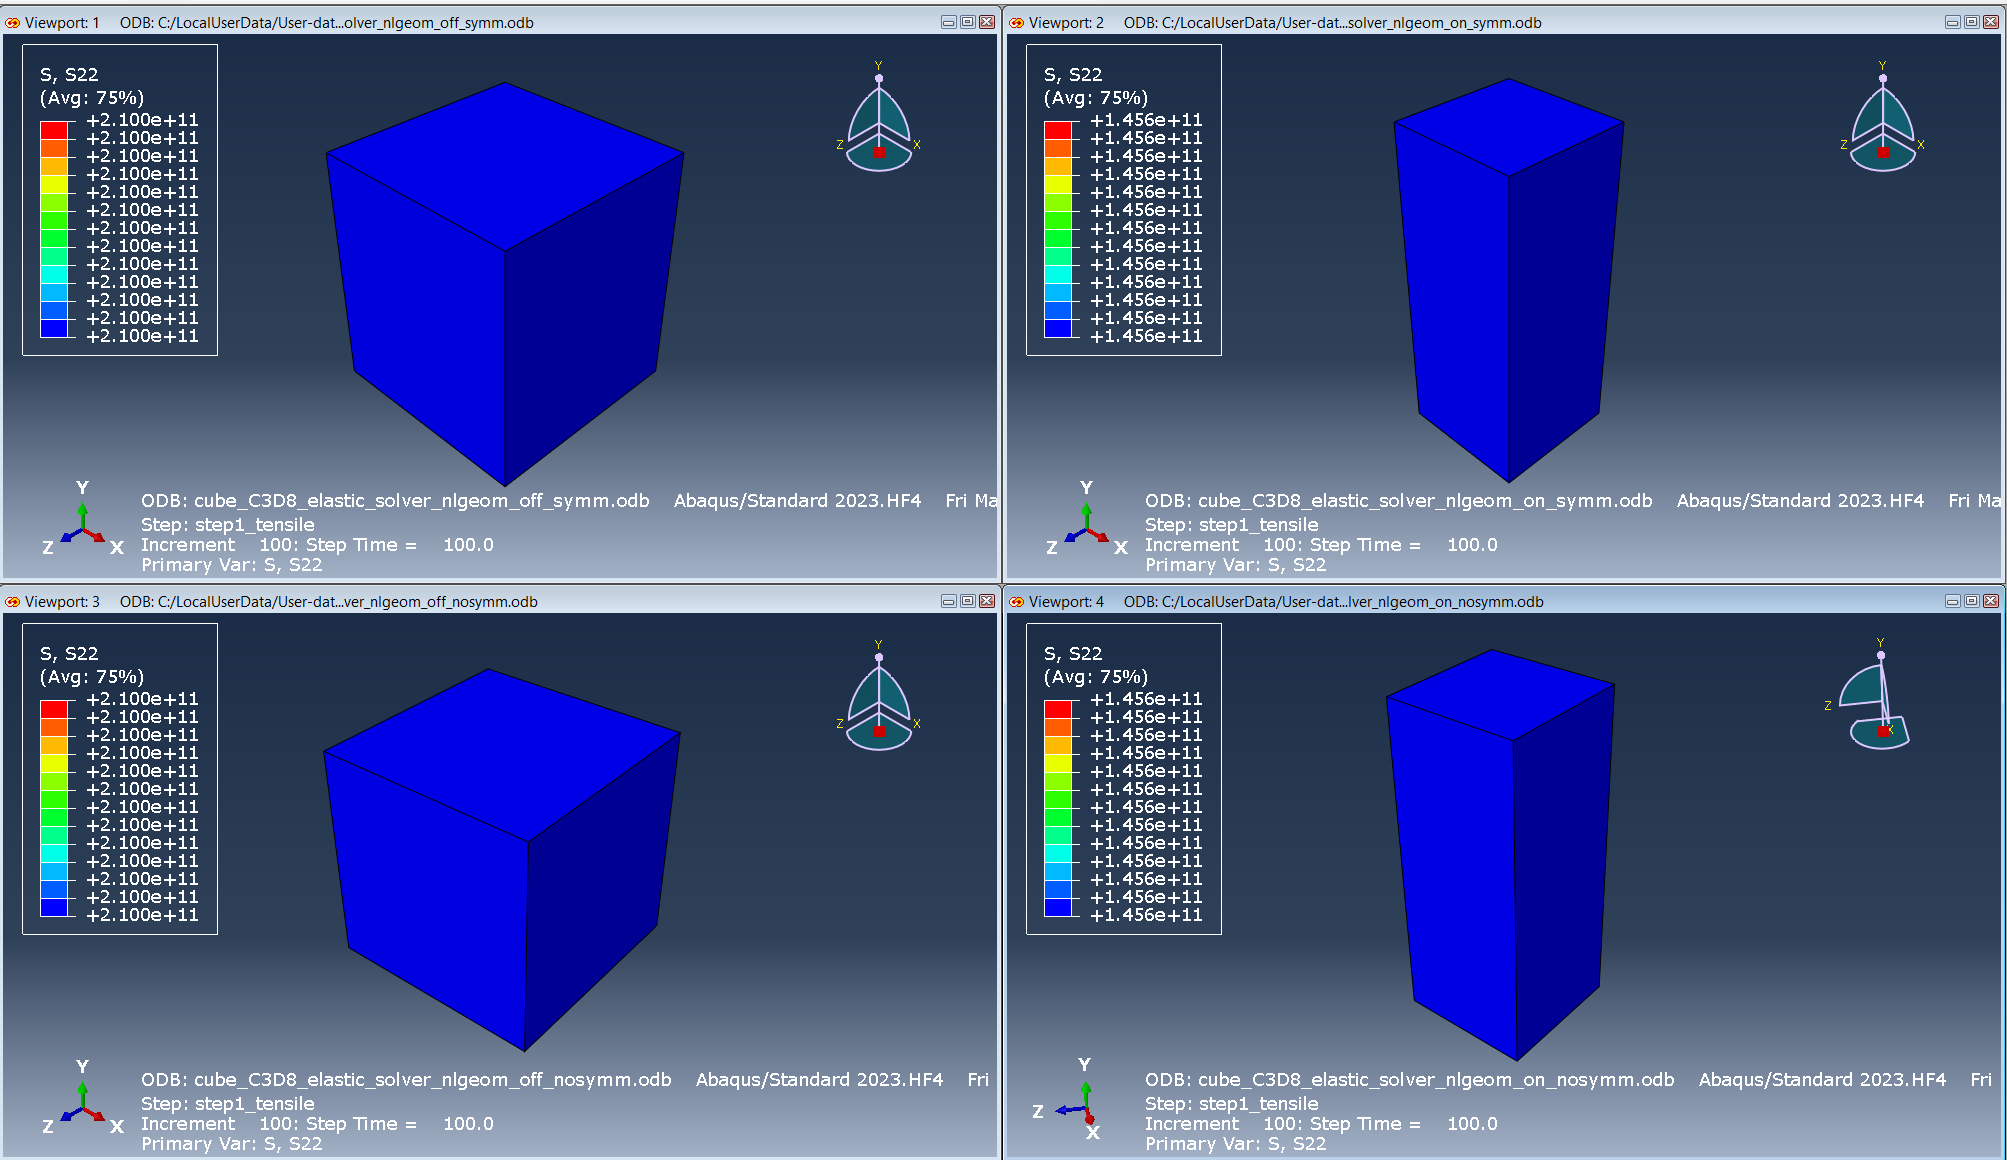 Viewport: 1 ODB: C:/LocalUserData/User-dat...olver_nlgeom_off_symm.odb
S, S22
(Avg: 75%)
+2.100e+11
+2.100e+11
+2.100e+11
+2.100e+11
+2.100e+11
+2.100e+11
+2.100e+11
+2.100e+11
+2.100e+11
+2.100e+11
+2.100e+11
+2.100e+11
+2.100e+11
Y
Z
X
Y
Z
X
ODB: cube_C3D8_elastic_solver_nlgeom_off_symm.odb Abaqus/Standard 2023.HF4 Fri Ma
Step: step1_tensile
Increment 100: Step Time = 100.0
Primary Var: S, S22
Viewport: 2 ODB: C:/LocalUserData/User-dat...solver_nlgeom_on_symm.odb
S, S22
(Avg: 75%)
+1.456e+11
+1.456e+11
+1.456e+11
+1.456e+11
+1.456e+11
+1.456e+11
+1.456e+11
+1.456e+11
+1.456e+11
+1.456e+11
+1.456e+11
+1.456e+11
+1.456e+11
Y
Z
X
Y
Z
X
ODB: cube_C3D8_elastic_solver_nlgeom_on_symm.odb Abaqus/Standard 2023.HF4 Fri Ma
Step: step1_tensile
Increment 100: Step Time = 100.0
Primary Var: S, S22
Viewport: 3 ODB: C:/LocalUserData/User-dat...ver_nlgeom_off_nosymm.odb
S, S22
(Avg: 75%)
+2.100e+11
+2.100e+11
+2.100e+11
+2.100e+11
+2.100e+11
+2.100e+11
+2.100e+11
+2.100e+11
+2.100e+11
+2.100e+11
+2.100e+11
+2.100e+11
+2.100e+11
Y
Z
X
Y
Z
X
ODB: cube_C3D8_elastic_solver_nlgeom_off_nosymm.odb Abaqus/Standard 2023.HF4 Fri
Step: step1_tensile
Increment 100: Step Time = 100.0
Primary Var: S, S22
Viewport: 4 ODB: C:/LocalUserData/User-dat...lver_nlgeom_on_nosymm.odb
S, S22
(Avg: 75%)
+1.456e+11
+1.456e+11
+1.456e+11
+1.456e+11
+1.456e+11
+1.456e+11
+1.456e+11
+1.456e+11
+1.456e+11
+1.456e+11
+1.456e+11
+1.456e+11
+1.456e+11
Y
Z
X
Y
Z
X
ODB: cube_C3D8_elastic_solver_nlgeom_on_nosymm.odb Abaqus/Standard 2023.HF4 Fri
Step: step1_tensile
Increment 100: Step Time = 100.0
Primary Var: S, S22